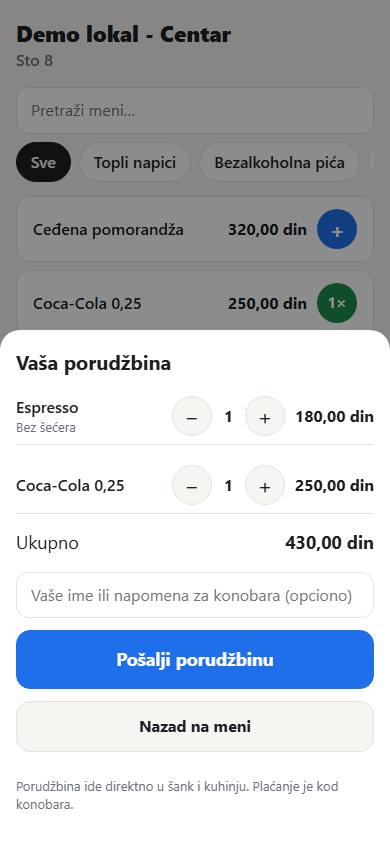 Demo lokal - Centar
Sto 8
Pretraži meni...
Sve Topli napici Bezalkoholna pića
Ceđena pomorandža 320,00 din +
Coca-Cola 0,25 250,00 din 1×
Vaša porudžbina
Espresso − 1 + 180,00 din
Bez šećera
Coca-Cola 0,25 − 1 + 250,00 din
Ukupno 430,00 din
Vaše ime ili napomena za konobara (opciono)
Pošalji porudžbinu
Nazad na meni
Porudžbina ide direktno u šank i kuhinju. Plaćanje je kod
konobara.